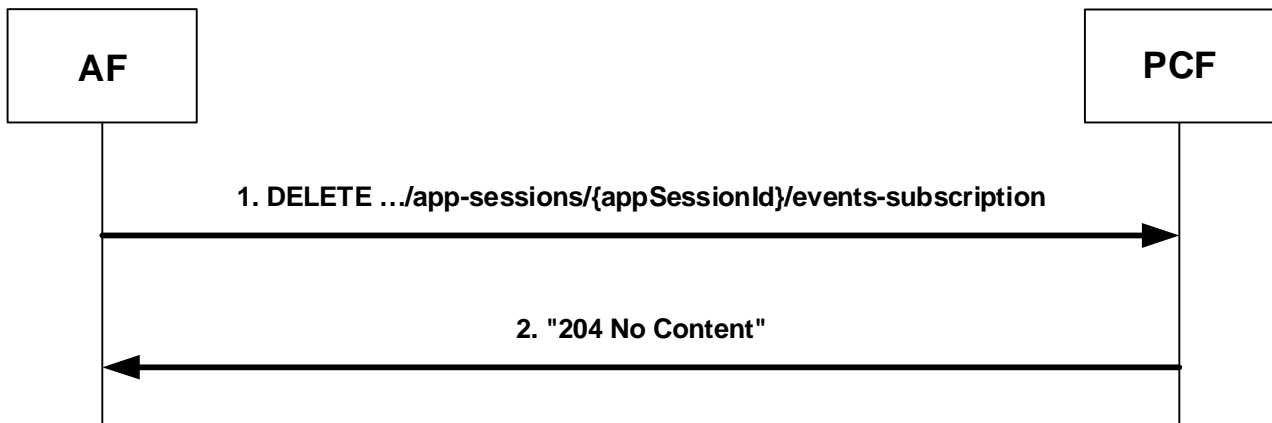 AF
PCF
1. DELETE …/app-sessions/{appSessionId}/events-subscription
2. "204 No Content"